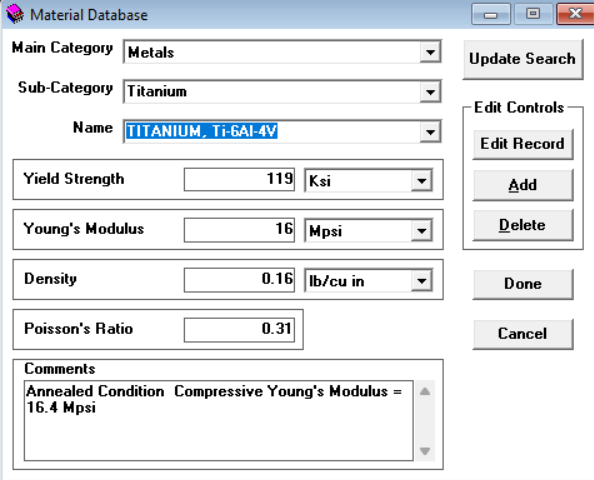 Material Database
Main Category Metals
Update Search
Sub-Category Titanium
Edit Controls
Name TITANIUM, Ti-6Al-4V
Edit Record
Yield Strength 119 Ksi
Add
Young's Modulus 16 Mpsi
Delete
Density 0.16 lb/cu in
Done
Poisson's Ratio 0.31
Cancel
Comments
Annealed Condition  Compressive Young's Modulus =
16.4 Mpsi